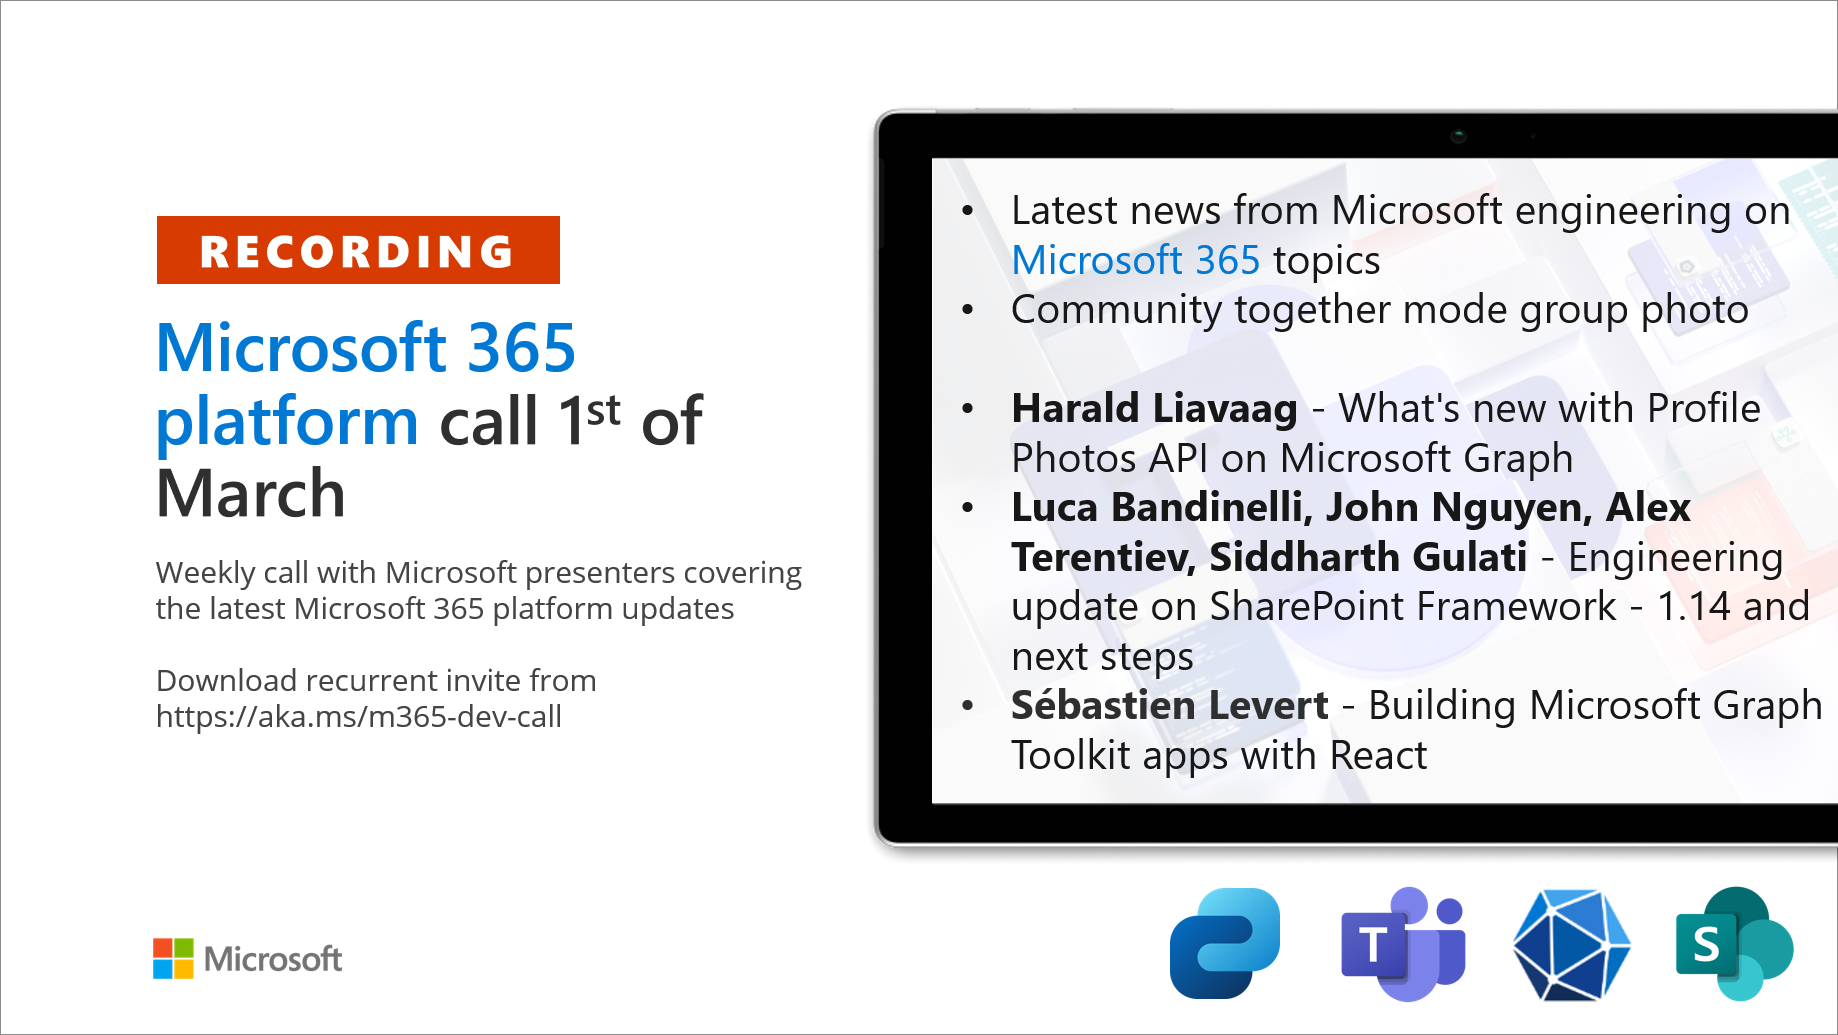 RECORDING
Microsoft 365
platform call 1st of
March
Weekly call with Microsoft presenters covering
the latest Microsoft 365 platform updates
Download recurrent invite from
https://aka.ms/m365-dev-call
Microsoft
• Latest news from Microsoft engineering on
Microsoft 365 topics
• Community together mode group photo
• Harald Liavaag - What's new with Profile
Photos API on Microsoft Graph
• Luca Bandinelli, John Nguyen, Alex
Terentiev, Siddharth Gulati - Engineering
update on SharePoint Framework - 1.14 and
next steps
• Sébastien Levert - Building Microsoft Graph
Toolkit apps with React
T
S